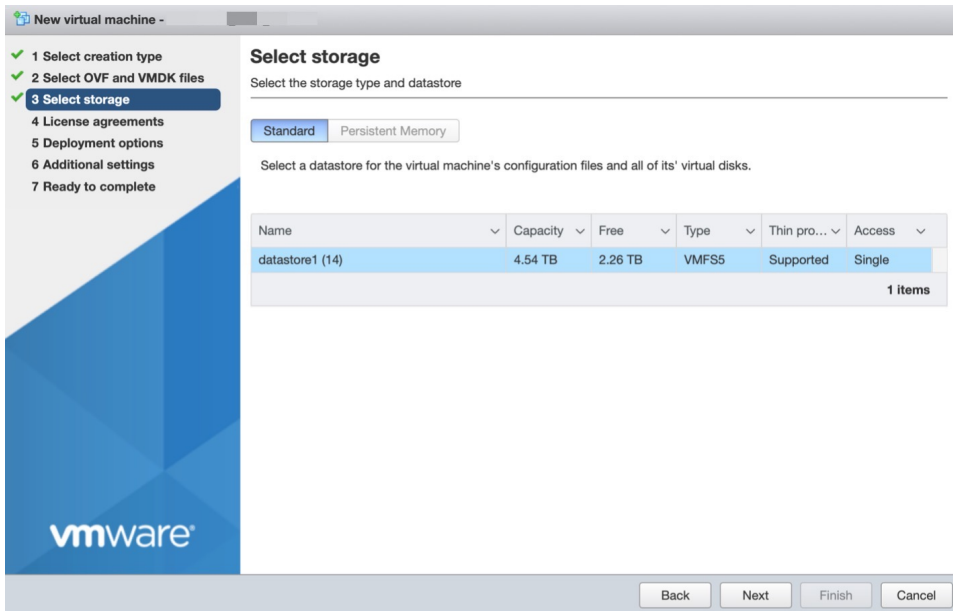 New virtual machine -
1 Select creation type
2 Select OVF and VMDK files
3 Select storage
4 License agreements
5 Deployment options
6 Additional settings
7 Ready to complete
Select storage
Select the storage type and datastore
Standard Persistent Memory
Select a datastore for the virtual machine's configuration files and all of its' virtual disks.
Name Capacity Free Type Thin pro... Access
datastore1 (14) 4.54 TB 2.26 TB VMFS5 Supported Single
1 items
vmware®
Back Next Finish Cancel